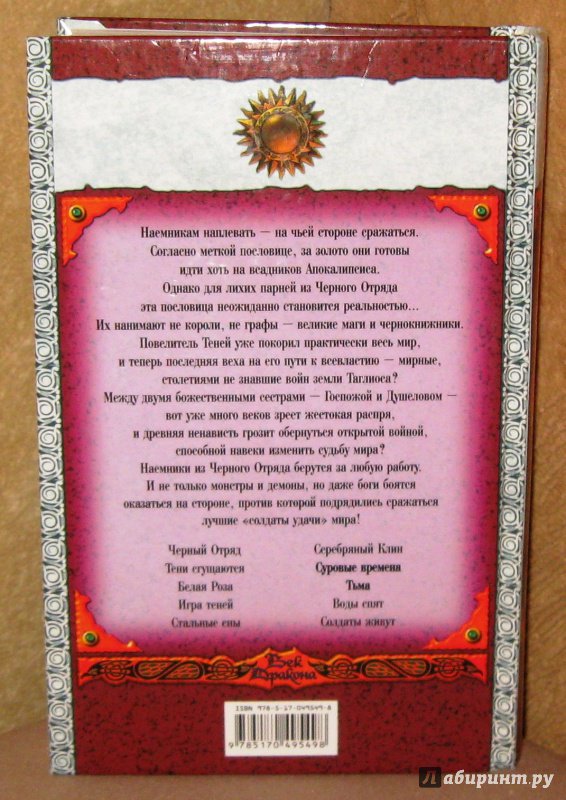 Наемникам наплевать — на чьей стороне сражаться.
Согласно меткой пословице, за золото они готовы
идти хоть на всадников Апокалипсиса.
Однако для лихих парней из Черного Отряда
эта пословица неожиданно становится реальностью...
Их нанимают не короли, не графы — великие маги и чернокнижники.
Повелитель Теней уже покорил практически весь мир,
и теперь последняя веха на его пути к всевластию — мирные,
столетиями не знавшие войн земли Таглиоса?
Между двумя божественными сестрами — Госпожой и Душеловом —
вот уже много веков зреет жестокая распря,
и древняя ненависть грозит обернуться открытой войной,
способной навеки изменить судьбу мира?
Наемники из Черного Отряда берутся за любую работу.
И не только монстры и демоны, но даже боги боятся
оказаться на стороне, против которой подрядились сражаться
лучшие «солдаты удачи» мира!
Черный Отряд
Тени сгущаются
Белая Роза
Игра теней
Стальные сны
Серебряный Клин
Суровые времена
Тьма
Воды спят
Солдаты живут
Век
Дракона
ISBN 978-5-17-049549-8
9785170495498
Лабиринт.ру